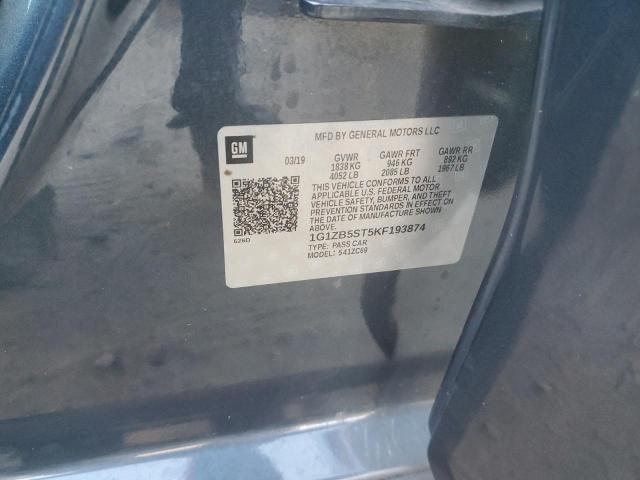 GM
MFD BY GENERAL MOTORS LLC
03/19 GVWR GAWR FRT GAWR RR
1838 KG 946 KG 892 KG
4052 LB 2085 LB 1967 LB
THIS VEHICLE CONFORMS TO ALL
APPLICABLE U.S. FEDERAL MOTOR
VEHICLE SAFETY, BUMPER, AND THEFT
PREVENTION STANDARDS IN EFFECT
ON THE DATE OF MANUFACTURE
SHOWN ABOVE.
1G1ZB5ST5KF193874
TYPE: PASS CAR
MODEL: 541ZC69
626D